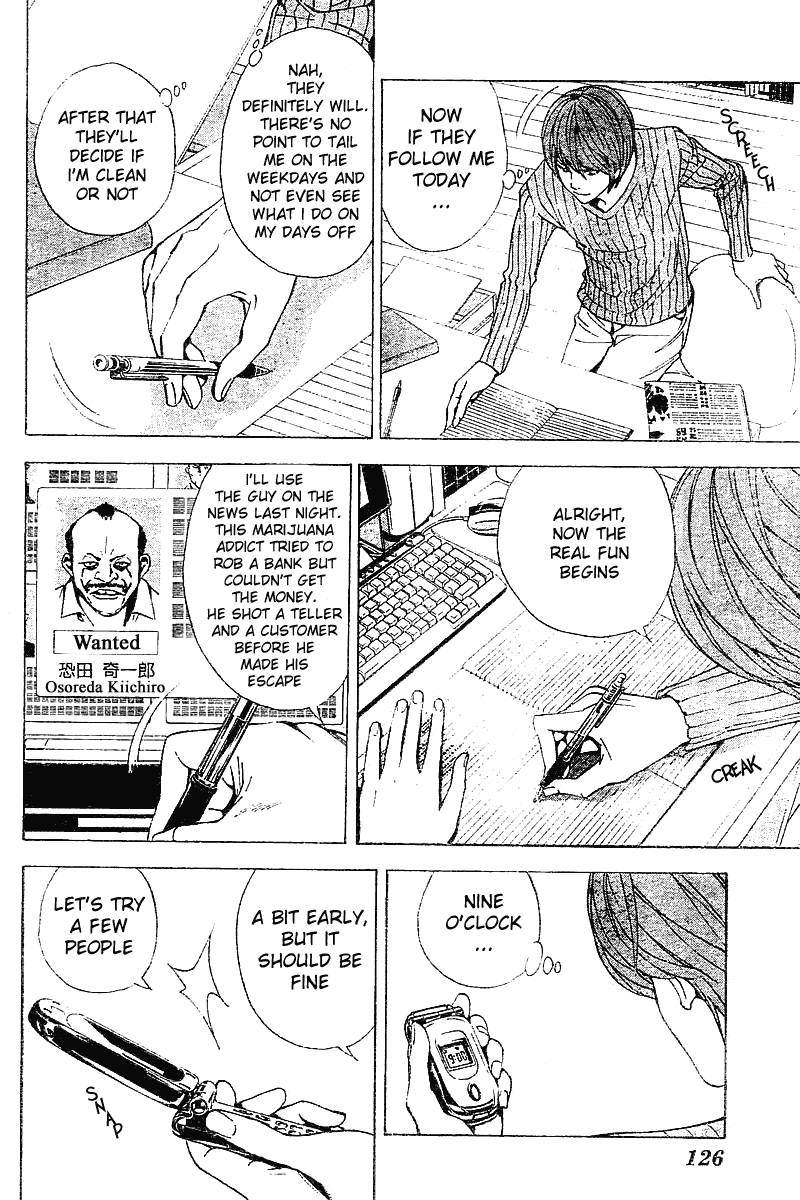 NOW
IF THEY
FOLLOW ME
TODAY
...
SCREECH
NAH,
THEY
DEFINITELY WILL.
THERE'S NO
POINT TO TAIL
ME ON THE
WEEKDAYS AND
NOT EVEN SEE
WHAT I DO ON
MY DAYS OFF
AFTER THAT
THEY'LL
DECIDE IF
I'M CLEAN
OR NOT
ALRIGHT,
NOW THE
REAL FUN
BEGINS
CREAK
I'LL USE
THE GUY ON THE
NEWS LAST NIGHT.
THIS MARIJUANA
ADDICT TRIED TO
ROB A BANK BUT
COULDN'T GET
THE MONEY.
HE SHOT A TELLER
AND A CUSTOMER
BEFORE HE
MADE HIS
ESCAPE
Wanted
恐田 奇一郎
Osoreda Kiichiro
NINE
O'CLOCK
...
9:00
A BIT EARLY,
BUT IT
SHOULD BE
FINE
LET'S TRY
A FEW
PEOPLE
SNAP
126